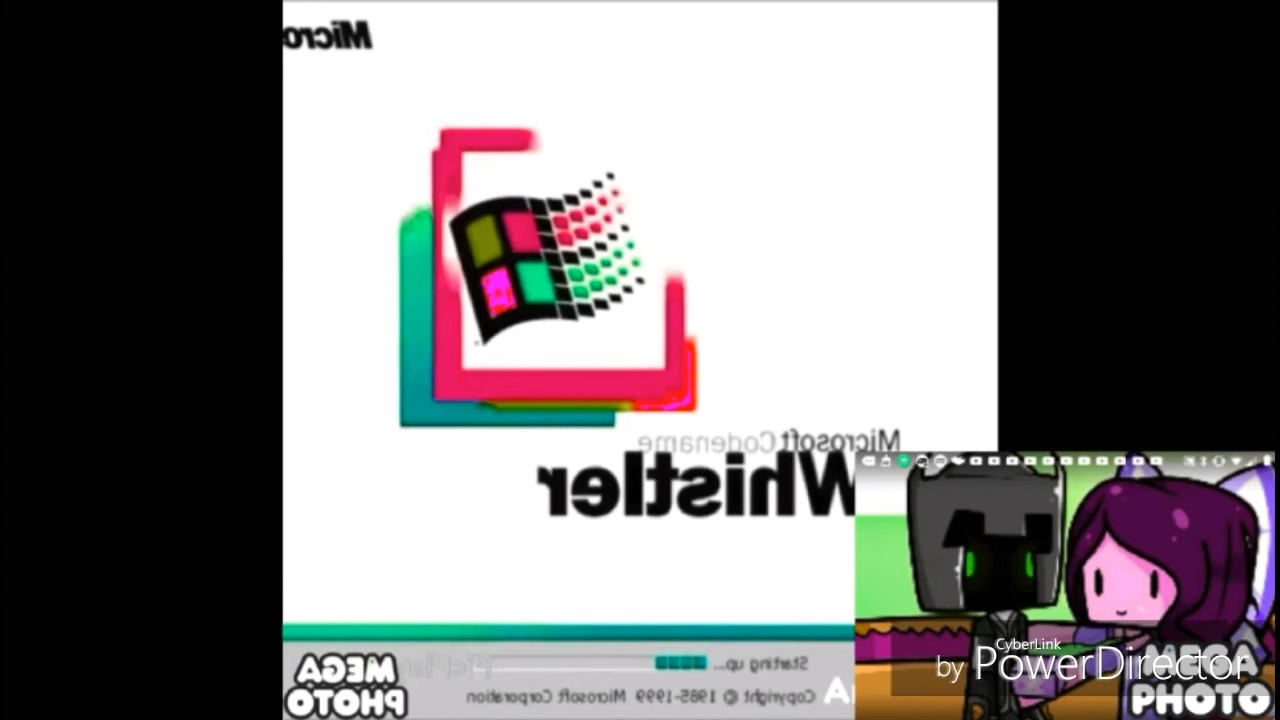 Micro
Microsoft Codename
Whistler
Starting up...
Copyright © 1985-1999 Microsoft Corporation
MEGA
PHOTO
CyberLink
by PowerDirector
MEGA
PHOTO